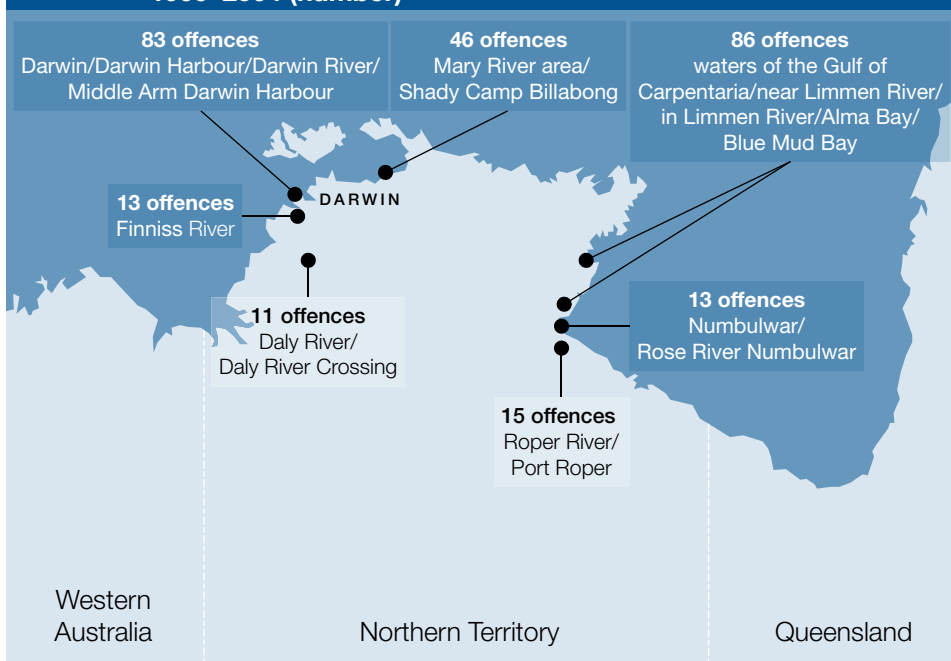 83 offences
Darwin/Darwin Harbour/Darwin River/
Middle Arm Darwin Harbour
46 offences
Mary River area/
Shady Camp Billabong
86 offences
waters of the Gulf of
Carpentaria/near Limmen River/
in Limmen River/Alma Bay/
Blue Mud Bay
13 offences
Finniss River
DARWIN
11 offences
Daly River/
Daly River Crossing
13 offences
Numbulwar/
Rose River Numbulwar
15 offences
Roper River/
Port Roper
Western
Australia
Northern Territory
Queensland